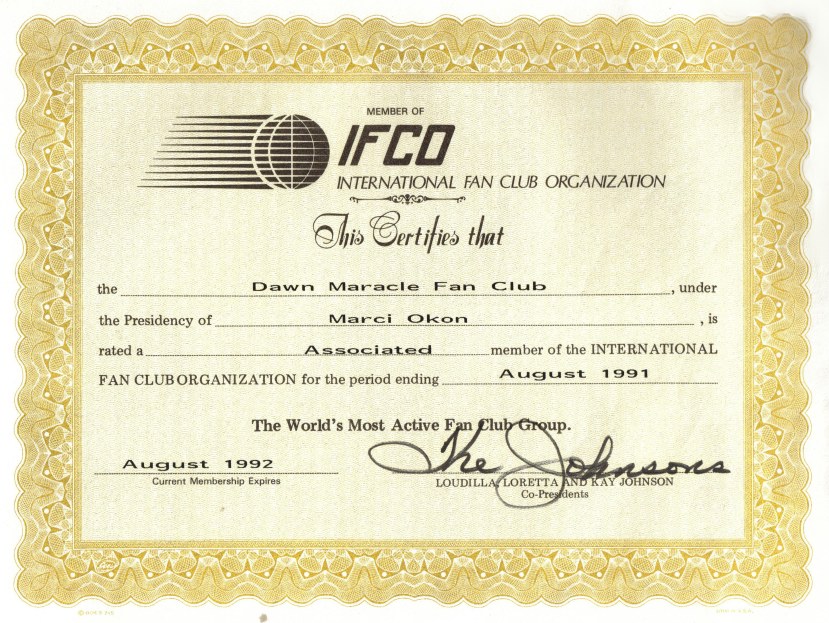 MEMBER OF
IFCO
INTERNATIONAL FAN CLUB ORGANIZATION
This Certifies that
the Dawn Maracle Fan Club , under
the Presidency of Marci Okon , is
rated a Associated member of the INTERNATIONAL
FAN CLUB ORGANIZATION for the period ending August 1991
The World's Most Active Fan Club Group.
August 1992
Current Membership Expires
The Johnsons
LOUDILLA, LORETTA AND KAY JOHNSON
Co-Presidents